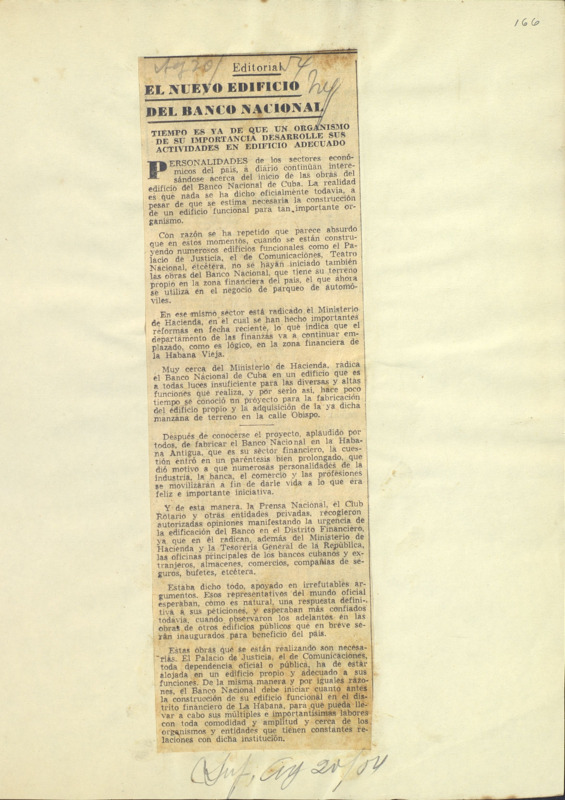 166
Ag 20/54
Editorial
EL NUEVO EDIFICIO
DEL BANCO NACIONAL
TIEMPO ES YA DE QUE UN ORGANISMO
DE SU IMPORTANCIA DESARROLLE SUS
ACTIVIDADES EN EDIFICIO ADECUADO
PERSONALIDADES de los sectores econó-
micos del país, a diario continúan intere-
sándose acerca del inicio de las obras del
edificio del Banco Nacional de Cuba. La realidad
es que nada se ha dicho oficialmente todavía, a
pesar de que se estima necesaria la construcción
de un edificio funcional para tan importante or-
ganismo.
Con razón se ha repetido que parece absurdo
que en estos momentos, cuando se están constru-
yendo numerosos edificios funcionales como el Pa-
lacio de Justicia, el de Comunicaciones, Teatro
Nacional, etcétera, no se hayan iniciado también
las obras del Banco Nacional, que tiene su terreno
propio en la zona financiera del país, el que ahora
se utiliza en el negocio de parqueo de automó-
viles.
En ese mismo sector está radicado el Ministerio
de Hacienda, en el cual se han hecho importantes
reformas en fecha reciente, lo que indica que el
departamento de las finanzas va a continuar em-
plazado, como es lógico, en la zona financiera de
la Habana Vieja.
Muy cerca del Ministerio de Hacienda, radica
el Banco Nacional de Cuba en un edificio que es
a todas luces insuficiente para las diversas y altas
funciones que realiza, y por serlo así, hace poco
tiempo se conoció un proyecto para la fabricación
del edificio propio y la adquisición de la ya dicha
manzana de terreno en la calle Obispo.
Después de conocerse el proyecto, aplaudido por
todos, de fabricar el Banco Nacional en la Haba-
na Antigua, que es su sector financiero, la cues-
tión entró en un paréntesis bien prolongado, que
dió motivo a que numerosas personalidades de la
industria, la banca, el comercio y las profesiones
se movilizarán a fin de darle vida a lo que era
feliz e importante iniciativa.
Y de esta manera, la Prensa Nacional, el Club
Rotario y otras entidades privadas, recogieron
autorizadas opiniones manifestando la urgencia de
la edificación del Banco en el Distrito Financiero,
ya que en él radican, además del Ministerio de
Hacienda y la Tesorería General de la República,
las oficinas principales de los bancos cubanos y ex-
tranjeros, almacenes, comercios, compañías de se-
guros, bufetes, etcétera.
Estaba dicho todo, apoyado en irrefutables ar-
gumentos. Esos representativos del mundo oficial
esperaban, como es natural, una respuesta defini-
tiva a sus peticiones, y esperaban más confiados
todavía, cuando observaron los adelantos en las
obras de otros edificios públicos que en breve se-
rán inaugurados para beneficio del país.
Estas obras que se están realizando son necesa-
rias. El Palacio de Justicia, el de Comunicaciones,
toda dependencia oficial o pública, ha de estar
alojada en un edificio propio y adecuado a sus
funciones. De la misma manera y por iguales razo-
nes, el Banco Nacional debe iniciar cuanto antes
la construcción de su edificio funcional en el dis-
trito financiero de La Habana, para que pueda lle-
var a cabo sus múltiples e importantísimas labores
con toda comodidad y amplitud y cerca de los
organismos y entidades que tienen constantes re-
laciones con dicha institución.
Ag 20/54